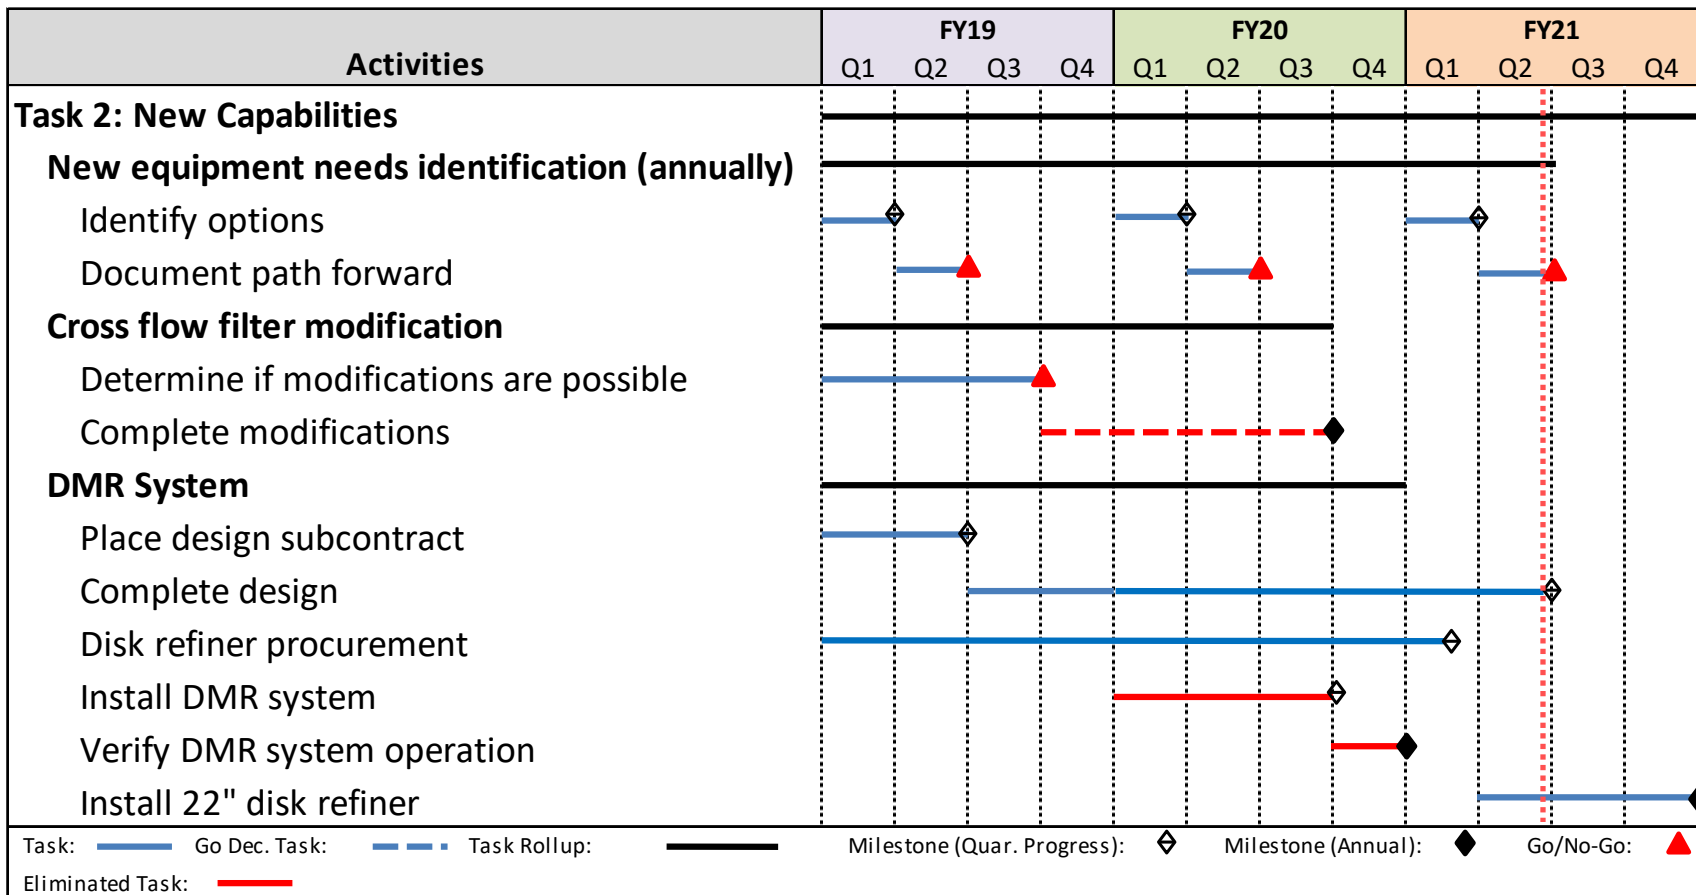 FY19 FY20 FY21
Activities Q1 Q2 Q3 Q4 Q1 Q2 Q3 Q4 Q1 Q2 Q3 Q4
Task 2: New Capabilities
New equipment needs identification (annually)
Identify options
Document path forward
Cross flow filter modification
Determine if modifications are possible
Complete modifications
DMR System
Place design subcontract
Complete design
Disk refiner procurement
Install DMR system
Verify DMR system operation
Install 22" disk refiner
Task: Go Dec. Task: Task Rollup: Milestone (Quar. Progress): Milestone (Annual): Go/No-Go:
Eliminated Task: